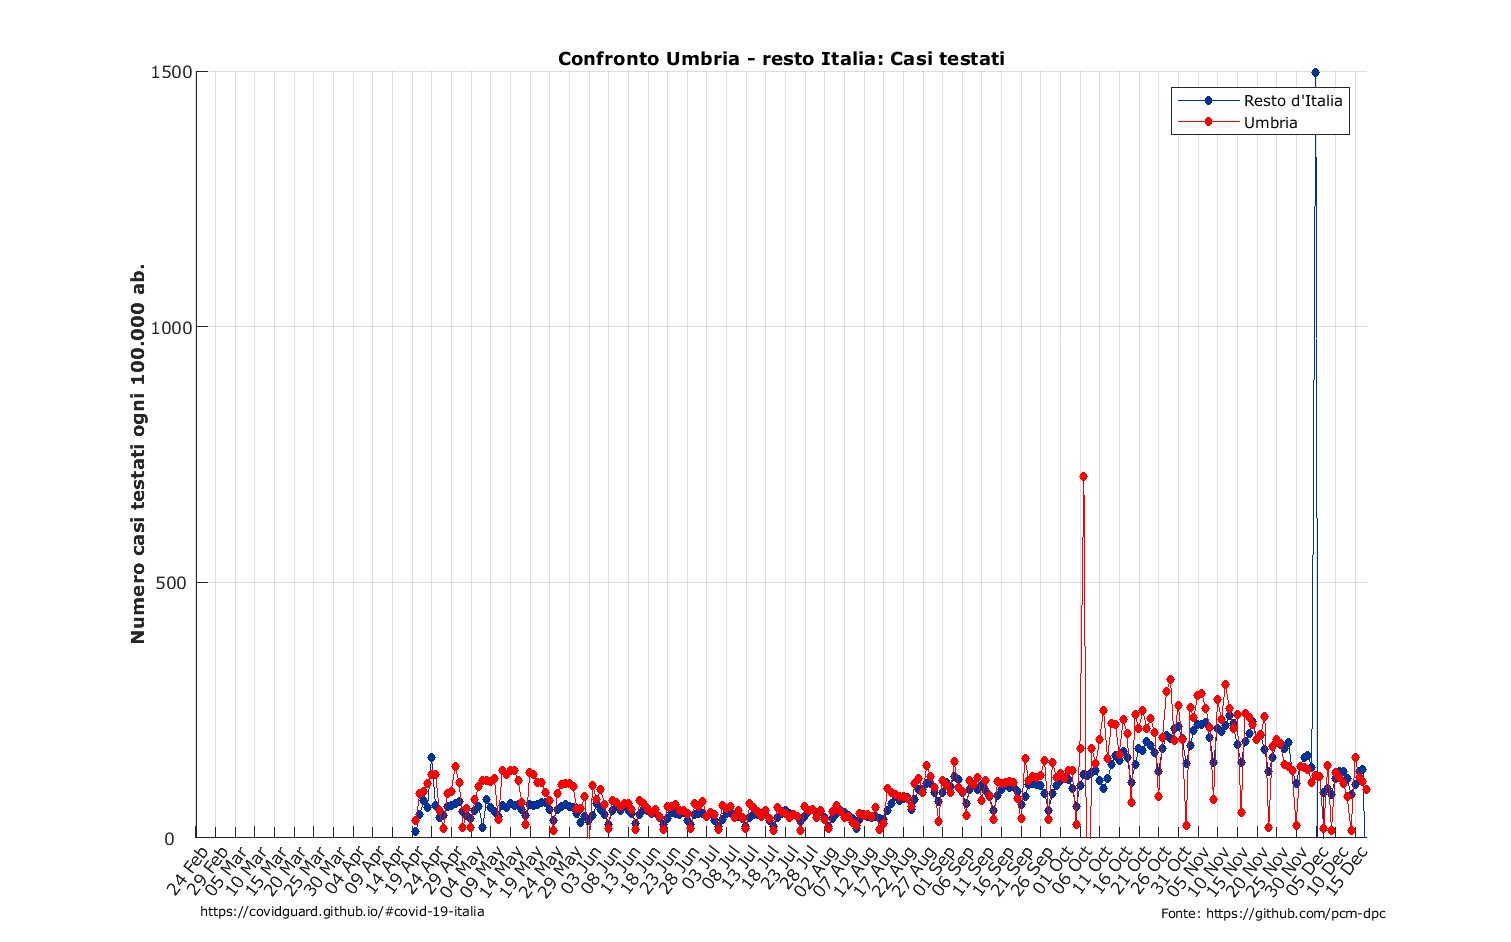 Confronto Umbria - resto Italia: Casi testati
1500
Resto d'Italia
Umbria
1000
500
0
Numero casi testati ogni 100.000 ab.
24 Feb
29 Feb
05 Mar
10 Mar
15 Mar
20 Mar
25 Mar
30 Mar
04 Apr
09 Apr
14 Apr
19 Apr
24 Apr
29 Apr
04 May
09 May
14 May
19 May
24 May
29 May
03 Jun
08 Jun
13 Jun
18 Jun
23 Jun
28 Jun
03 Jul
08 Jul
13 Jul
18 Jul
23 Jul
28 Jul
02 Aug
07 Aug
12 Aug
17 Aug
22 Aug
27 Aug
01 Sep
06 Sep
11 Sep
16 Sep
21 Sep
26 Sep
01 Oct
06 Oct
11 Oct
16 Oct
21 Oct
26 Oct
31 Oct
05 Nov
10 Nov
15 Nov
20 Nov
25 Nov
30 Nov
05 Dec
10 Dec
15 Dec
https://covidguard.github.io/#covid-19-italia
Fonte: https://github.com/pcm-dpc